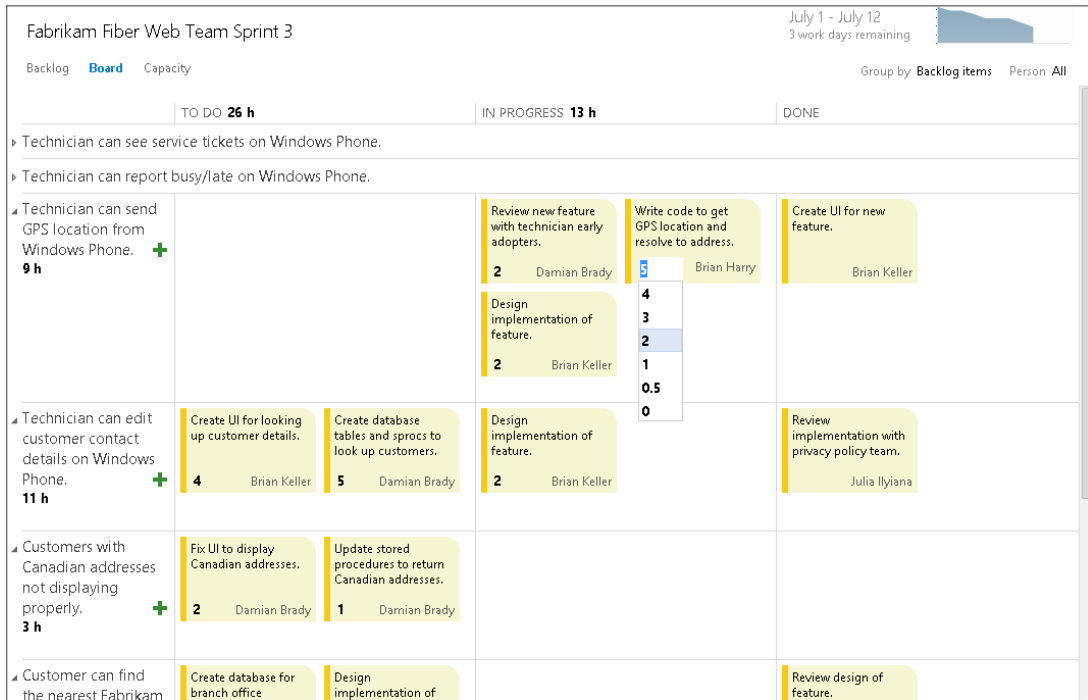 Fabrikam Fiber Web Team Sprint 3
July 1 - July 12
3 work days remaining
Backlog Board Capacity
Group by Backlog items Person All
TO DO 26 h
IN PROGRESS 13 h
DONE
Technician can see service tickets on Windows Phone.
Technician can report busy/late on Windows Phone.
Technician can send
GPS location from
Windows Phone.
9 h
Review new feature
with technician early
adopters.
2 Damian Brady
Write code to get
GPS location and
resolve to address.
5 Brian Harry
4
3
2
1
0.5
0
Design
implementation of
feature.
2 Brian Keller
Create UI for new
feature.
Brian Keller
Technician can edit
customer contact
details on Windows
Phone.
11 h
Create UI for looking
up customer details.
4 Brian Keller
Create database
tables and sprocs to
look up customers.
5 Damian Brady
Design
implementation of
feature.
2 Brian Keller
Review
implementation with
privacy policy team.
Julia Ilyiana
Customers with
Canadian addresses
not displaying
properly.
3 h
Fix UI to display
Canadian addresses.
2 Damian Brady
Update stored
procedures to return
Canadian addresses.
1 Damian Brady
Customer can find
the nearest Fabrikam
Create database for
branch office
Design
implementation of
Review design of
feature.